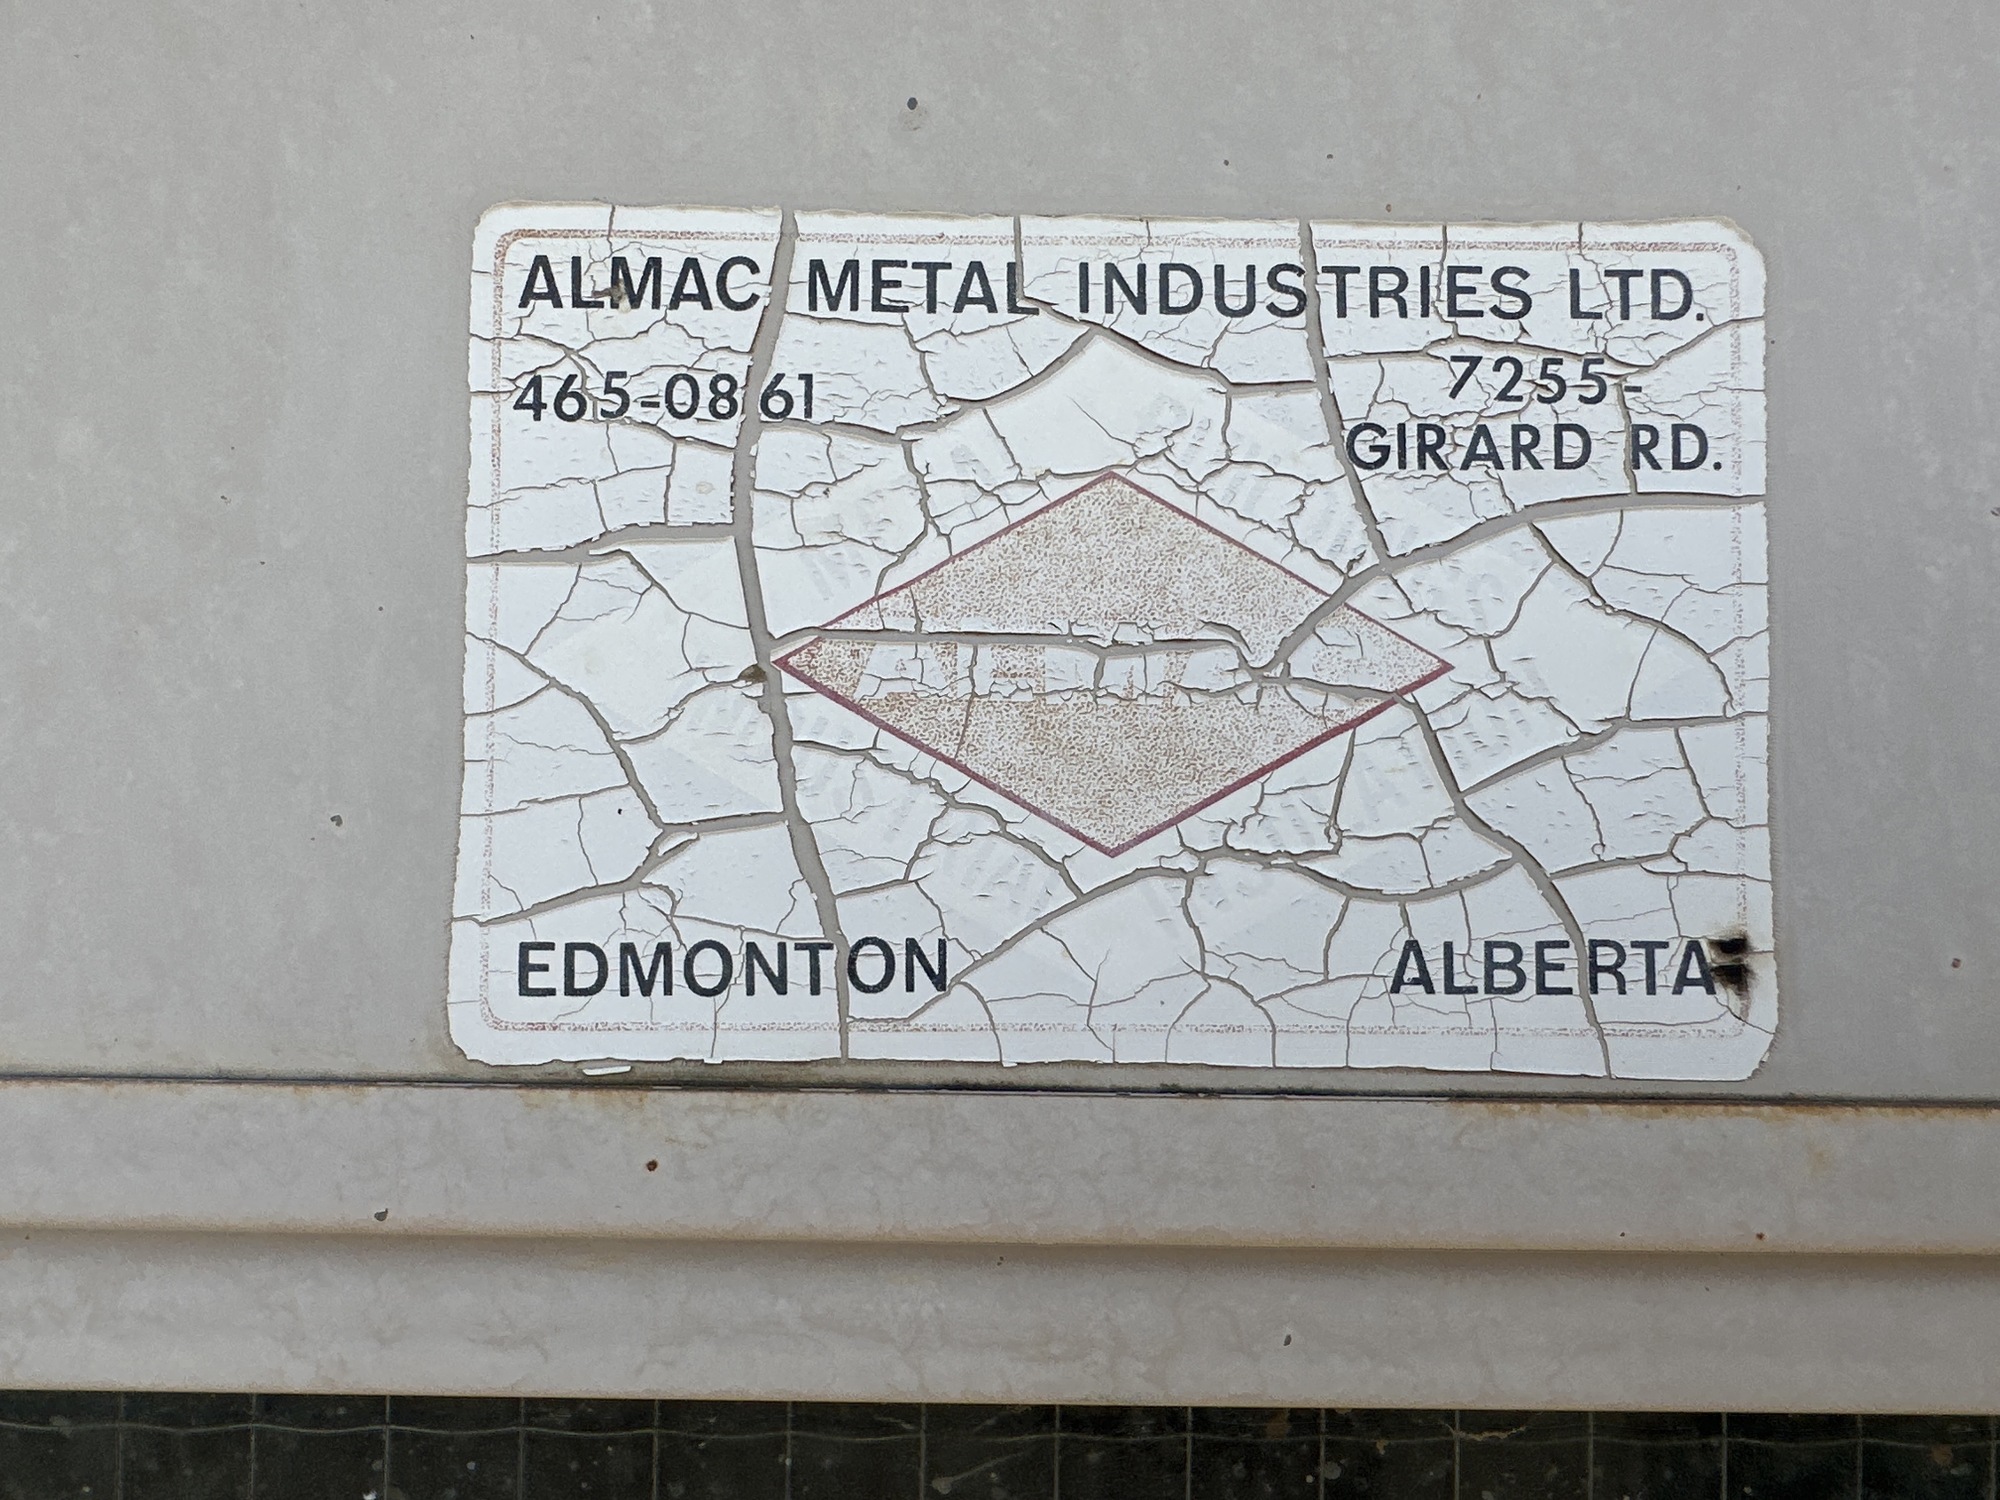 ALMAC METAL INDUSTRIES LTD.
465-0861
7255-
GIRARD RD.
EDMONTON
ALBERTA